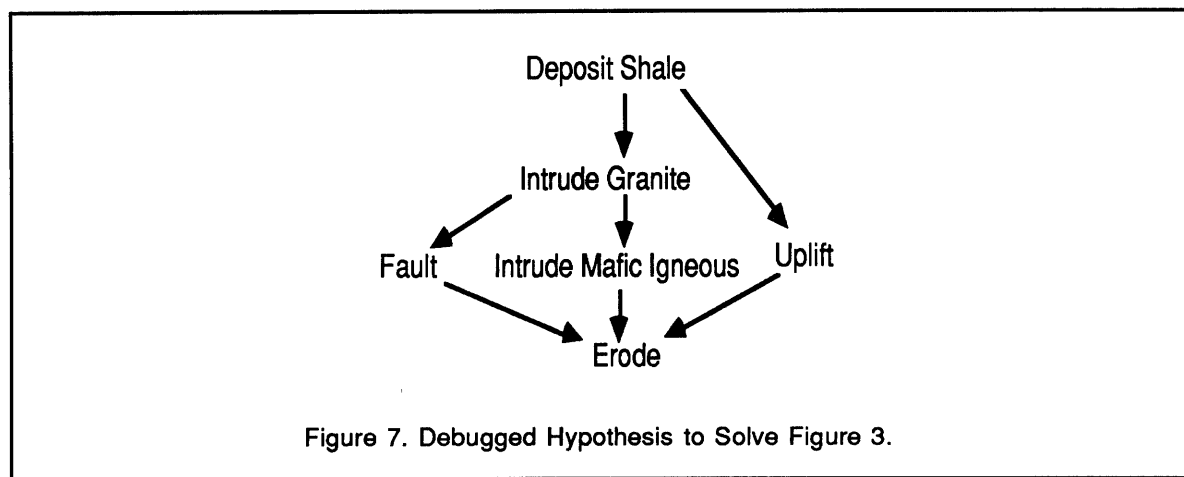 Deposit Shale
Intrude Granite
Fault
Intrude Mafic Igneous
Uplift
Erode
Figure 7. Debugged Hypothesis to Solve Figure 3.